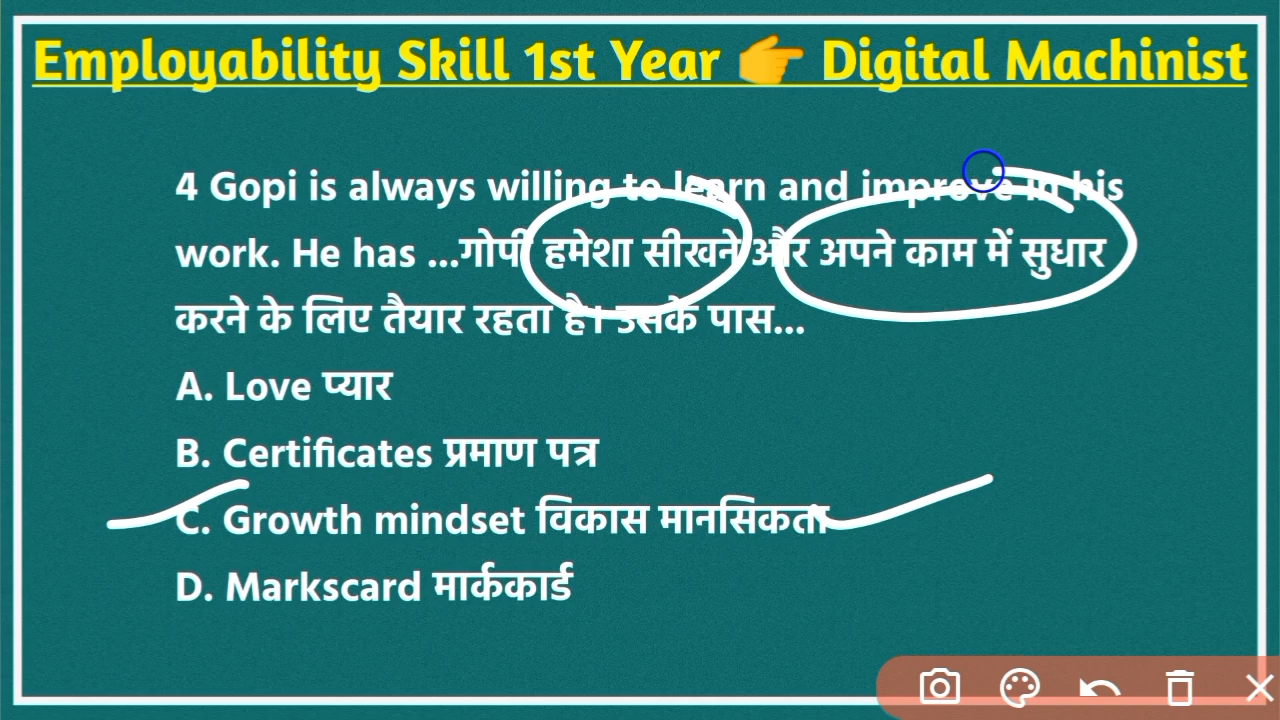 Employability Skill 1st Year 👉 Digital Machinist
4 Gopi is always willing to learn and improve in his
work. He has ...गोपी हमेशा सीखने और अपने काम में सुधार
करने के लिए तैयार रहता है। उसके पास...
A. Love प्यार
B. Certificates प्रमाण पत्र
C. Growth mindset विकास मानसिकता
D. Markscard मार्ककार्ड